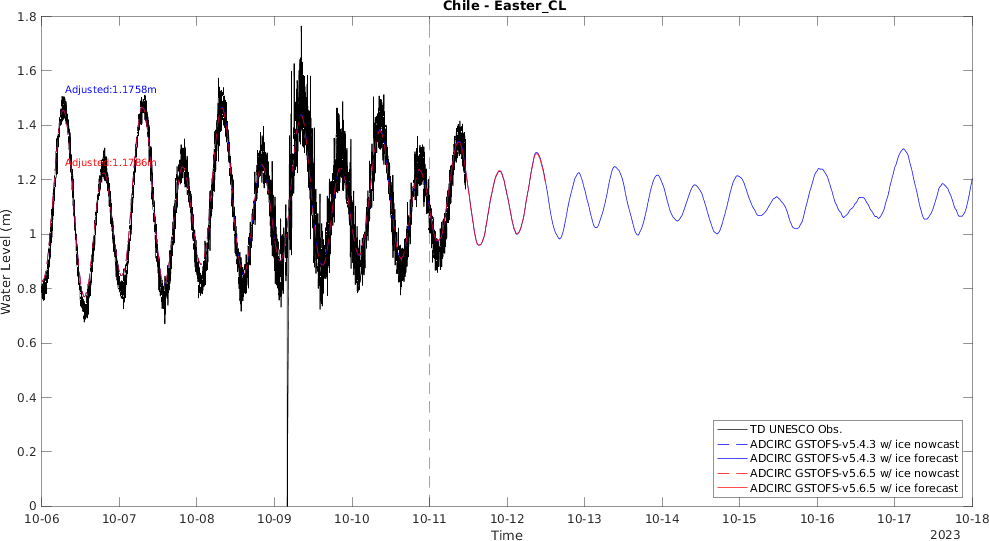 Chile - Easter_CL
1.8
1.6
1.4
1.2
1
0.8
0.6
0.4
0.2
0
Water Level (m)
Adjusted:1.1758m
Adjusted:1.1786m
TD UNESCO Obs.
ADCIRC GSTOFS-v5.4.3 w/ ice nowcast
ADCIRC GSTOFS-v5.4.3 w/ ice forecast
ADCIRC GSTOFS-v5.6.5 w/ ice nowcast
ADCIRC GSTOFS-v5.6.5 w/ ice forecast
10-06 10-07 10-08 10-09 10-10 10-11 10-12 10-13 10-14 10-15 10-16 10-17 10-18
Time
2023